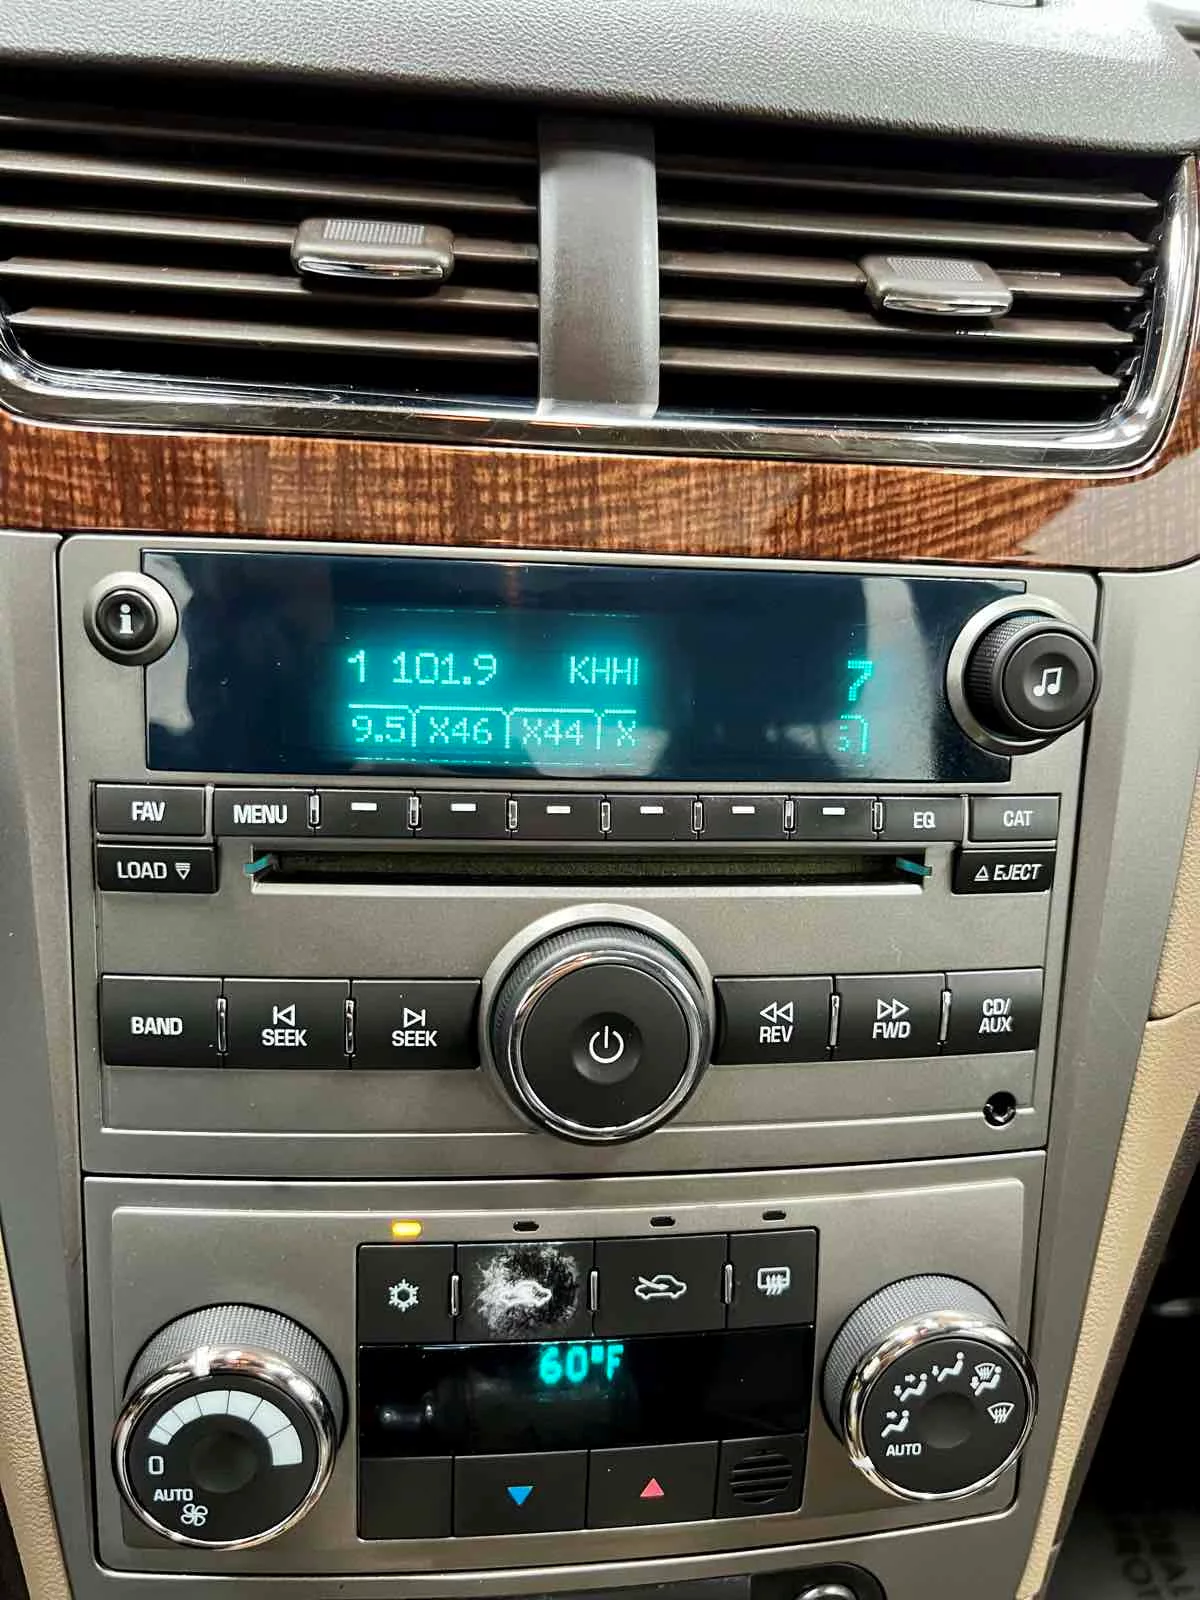 i
1 101.9 KHHI 7
9.5 X46 X44 X
FAV MENU EQ CAT
LOAD EJECT
BAND SEEK SEEK REV FWD CD/
AUX
60°F
0
AUTO
AUTO